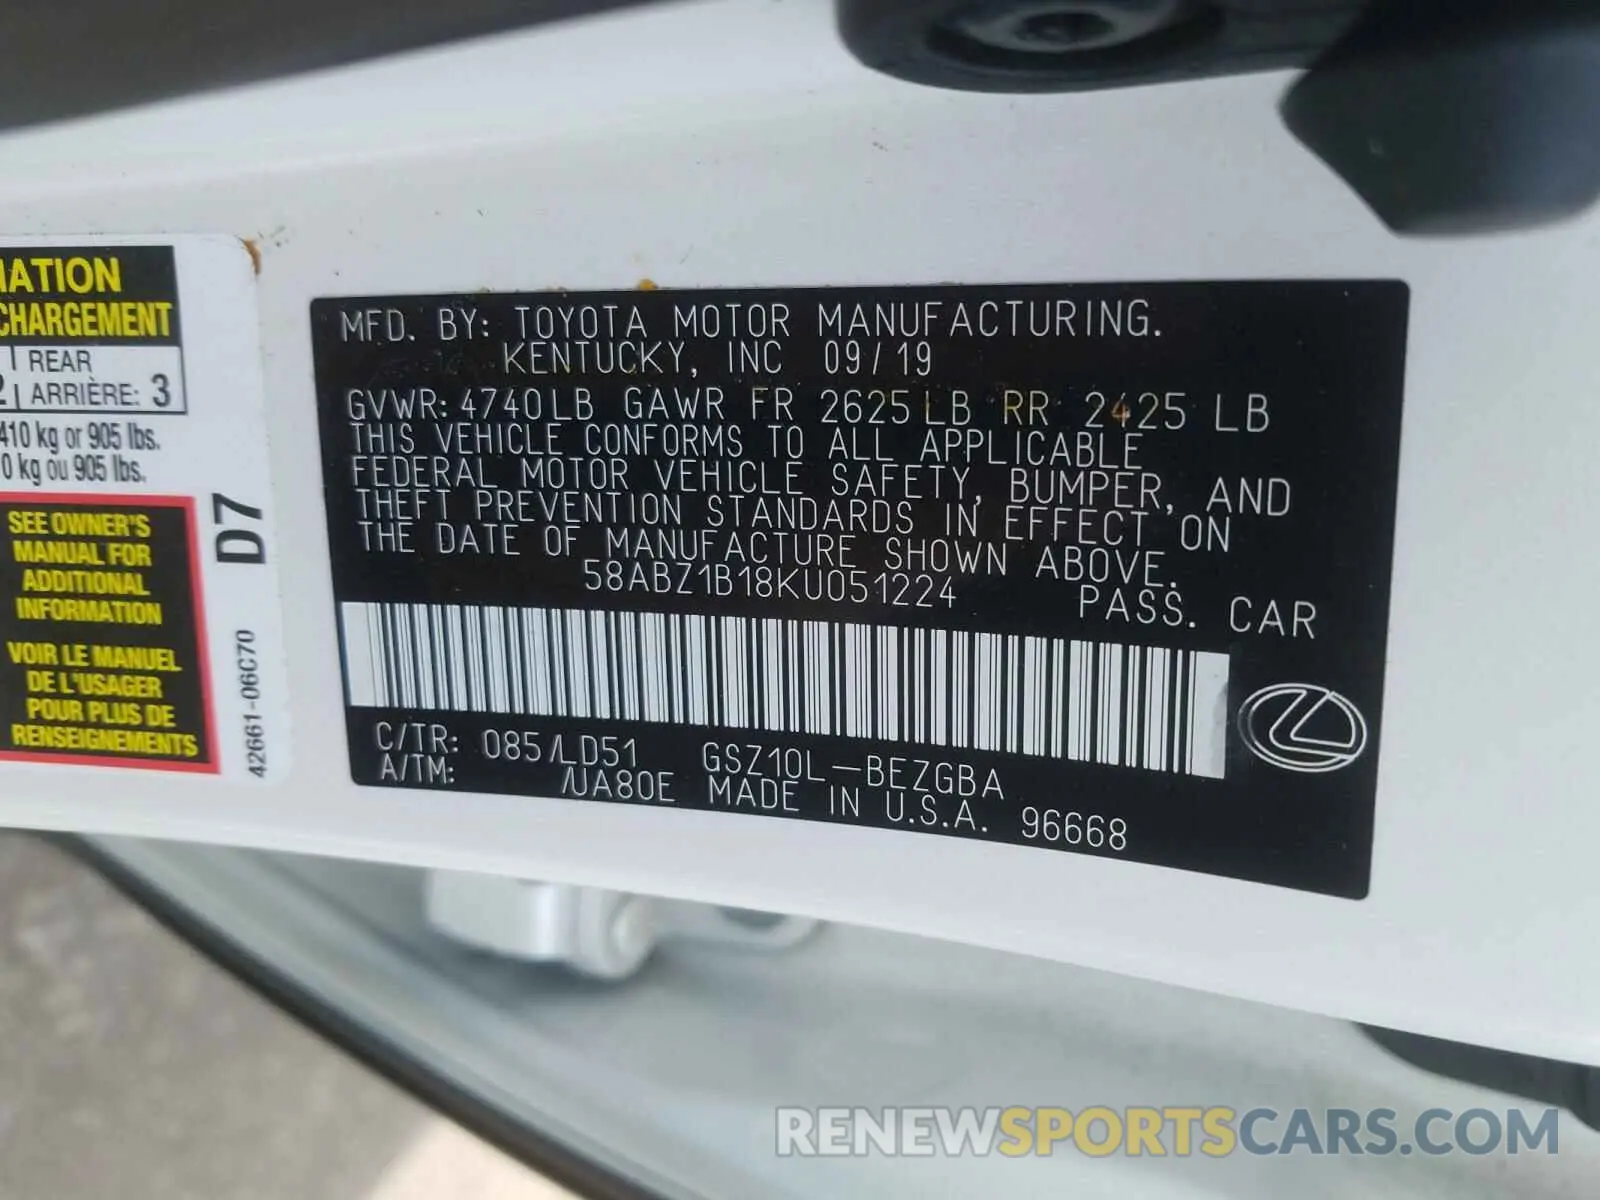 IATION
CHARGEMENT
REAR
2 ARRIÈRE: 3
410 kg or 905 lbs.
0 kg ou 905 lbs.
SEE OWNER'S
MANUAL FOR
ADDITIONAL
INFORMATION
VOIR LE MANUEL
DE L'USAGER
POUR PLUS DE
RENSEIGNEMENTS
D7
42661-06C70
MFD. BY: TOYOTA MOTOR MANUFACTURING.
KENTUCKY, INC 09/19
GVWR: 4740LB GAWR FR 2625LB RR 2425 LB
THIS VEHICLE CONFORMS TO ALL APPLICABLE
FEDERAL MOTOR VEHICLE SAFETY, BUMPER, AND
THEFT PREVENTION STANDARDS IN EFFECT ON
THE DATE OF MANUFACTURE SHOWN ABOVE.
58ABZ1B18KU051224 PASS. CAR
C/TR: 085/LD51 GSZ10L-BEZGBA
A/TM: /UA80E MADE IN U.S.A. 96668
RENEWSPORTSCARS.COM